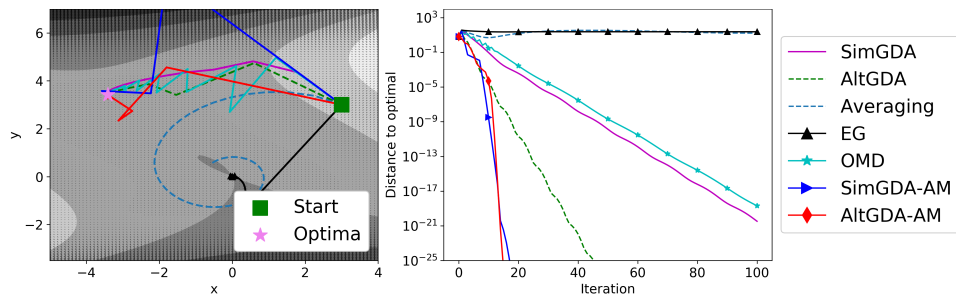 6
4
2
0
−2
y
−4
−2
0
2
4
x
Start
Optima
10^3
10^-1
10^-5
10^-9
10^-13
10^-17
10^-21
10^-25
Distance to optimal
0
20
40
60
80
100
Iteration
SimGDA
AltGDA
Averaging
EG
OMD
SimGDA-AM
AltGDA-AM